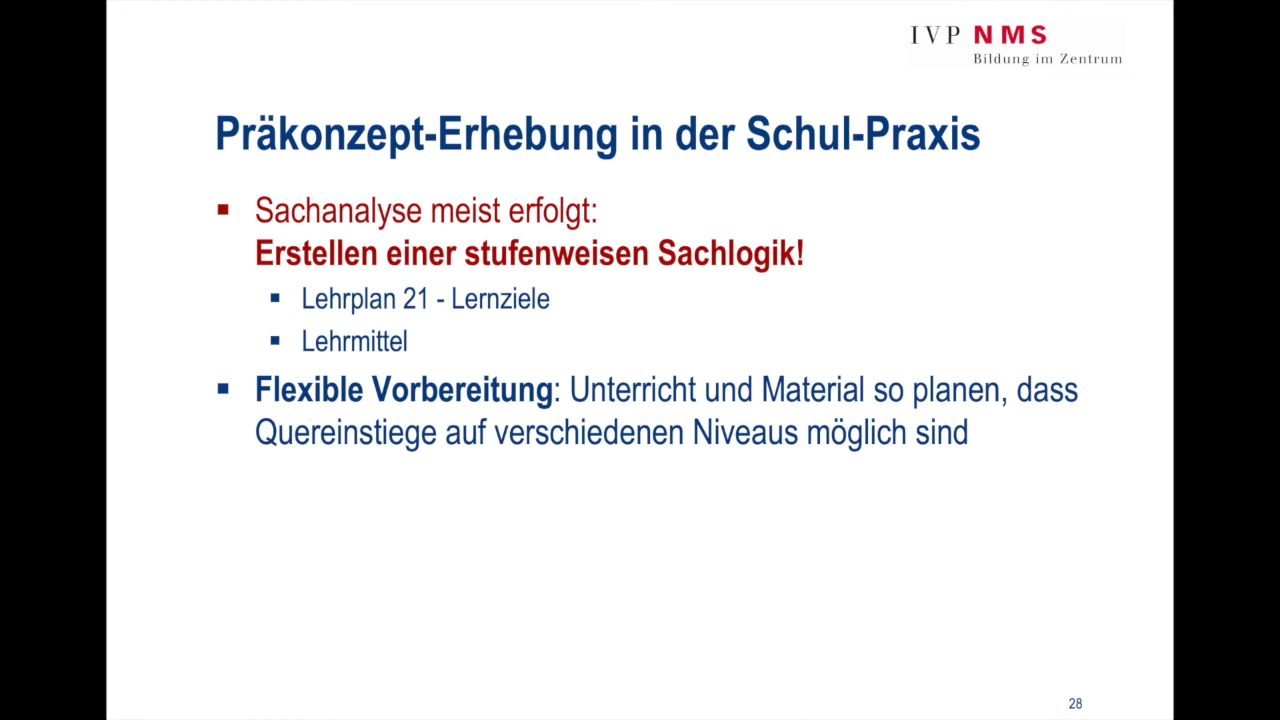 IVP NMS
Bildung im Zentrum
Präkonzept-Erhebung in der Schul-Praxis
▪ Sachanalyse meist erfolgt:
Erstellen einer stufenweisen Sachlogik!
▪ Lehrplan 21 - Lernziele
▪ Lehrmittel
▪ Flexible Vorbereitung: Unterricht und Material so planen, dass
Quereinstiege auf verschiedenen Niveaus möglich sind
28